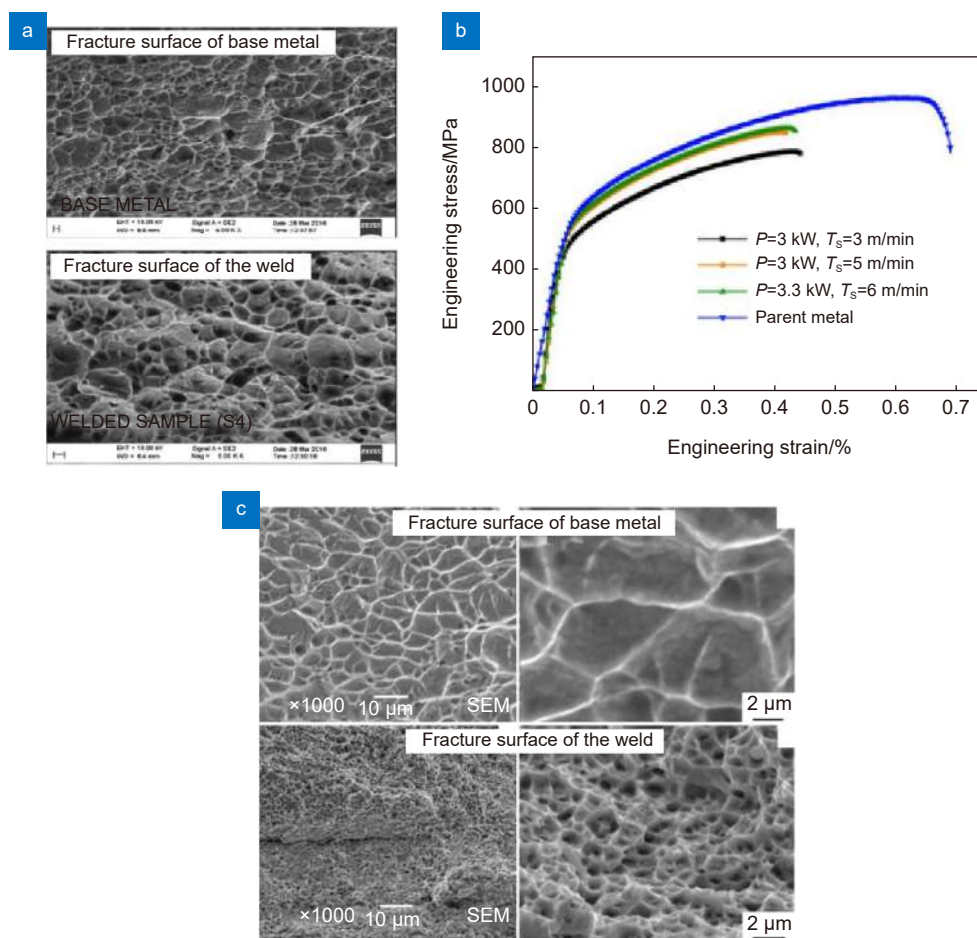 a
Fracture surface of base metal
BASE METAL
Fracture surface of the weld
WELDED SAMPLE (S4)
b
Engineering stress/MPa
1000
800
600
400
200
0 0.1 0.2 0.3 0.4 0.5 0.6 0.7
Engineering strain/%
P=3 kW, Ts=3 m/min
P=3 kW, Ts=5 m/min
P=3.3 kW, Ts=6 m/min
Parent metal
c
Fracture surface of base metal
×1000 10 μm SEM
2 μm
Fracture surface of the weld
×1000 10 μm SEM
2 μm